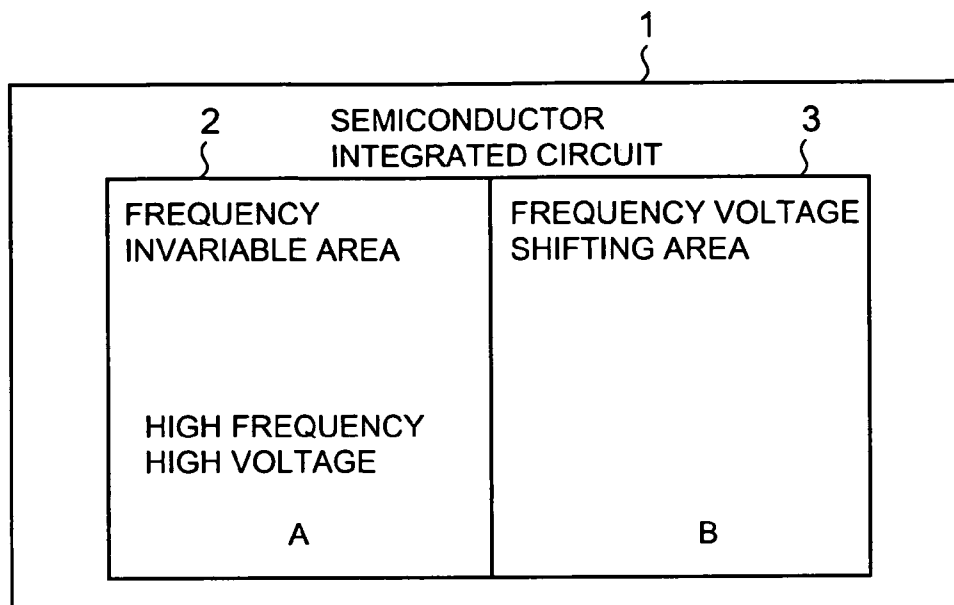 1
2
SEMICONDUCTOR
INTEGRATED CIRCUIT
3
FREQUENCY
INVARIABLE AREA
FREQUENCY VOLTAGE
SHIFTING AREA
HIGH FREQUENCY
HIGH VOLTAGE
A
B